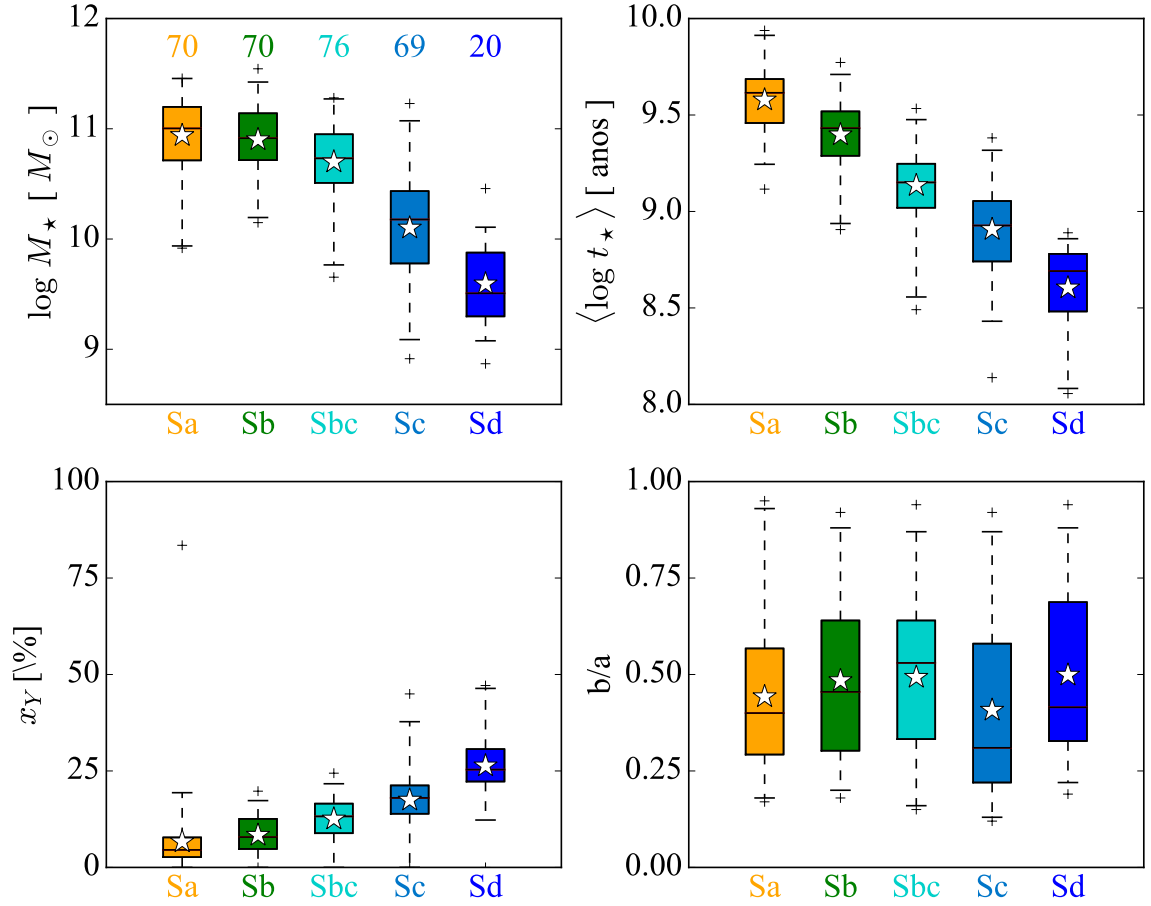 12
11
10
9
log M⋆ [ M⊙ ]
70 70 76 69 20
Sa Sb Sbc Sc Sd
10.0
9.5
9.0
8.5
8.0
⟨log t⋆⟩ [ anos ]
Sa Sb Sbc Sc Sd
100
75
50
25
0
x_Y [\%]
Sa Sb Sbc Sc Sd
1.00
0.75
0.50
0.25
0.00
b/a
Sa Sb Sbc Sc Sd